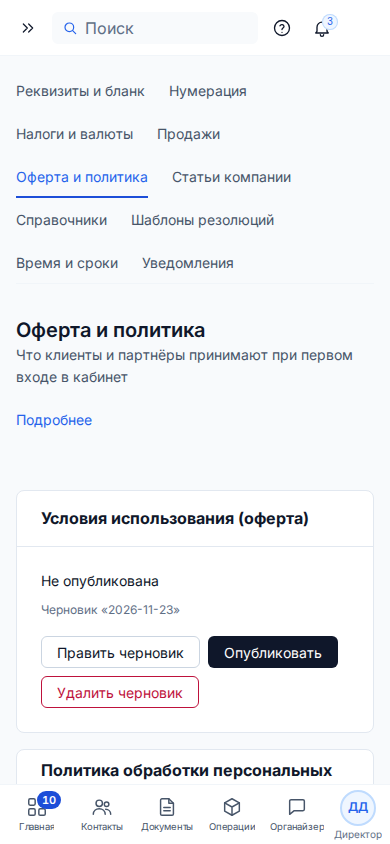 Поиск
3
Реквизиты и бланк Нумерация
Налоги и валюты Продажи
Оферта и политика Статьи компании
Справочники Шаблоны резолюций
Время и сроки Уведомления
Оферта и политика
Что клиенты и партнёры принимают при первом
входе в кабинет
Подробнее
Условия использования (оферта)
Не опубликована
Черновик «2026-11-23»
Править черновик Опубликовать
Удалить черновик
Политика обработки персональных
10
ДД
Главная Контакты Документы Операции Органайзер Директор